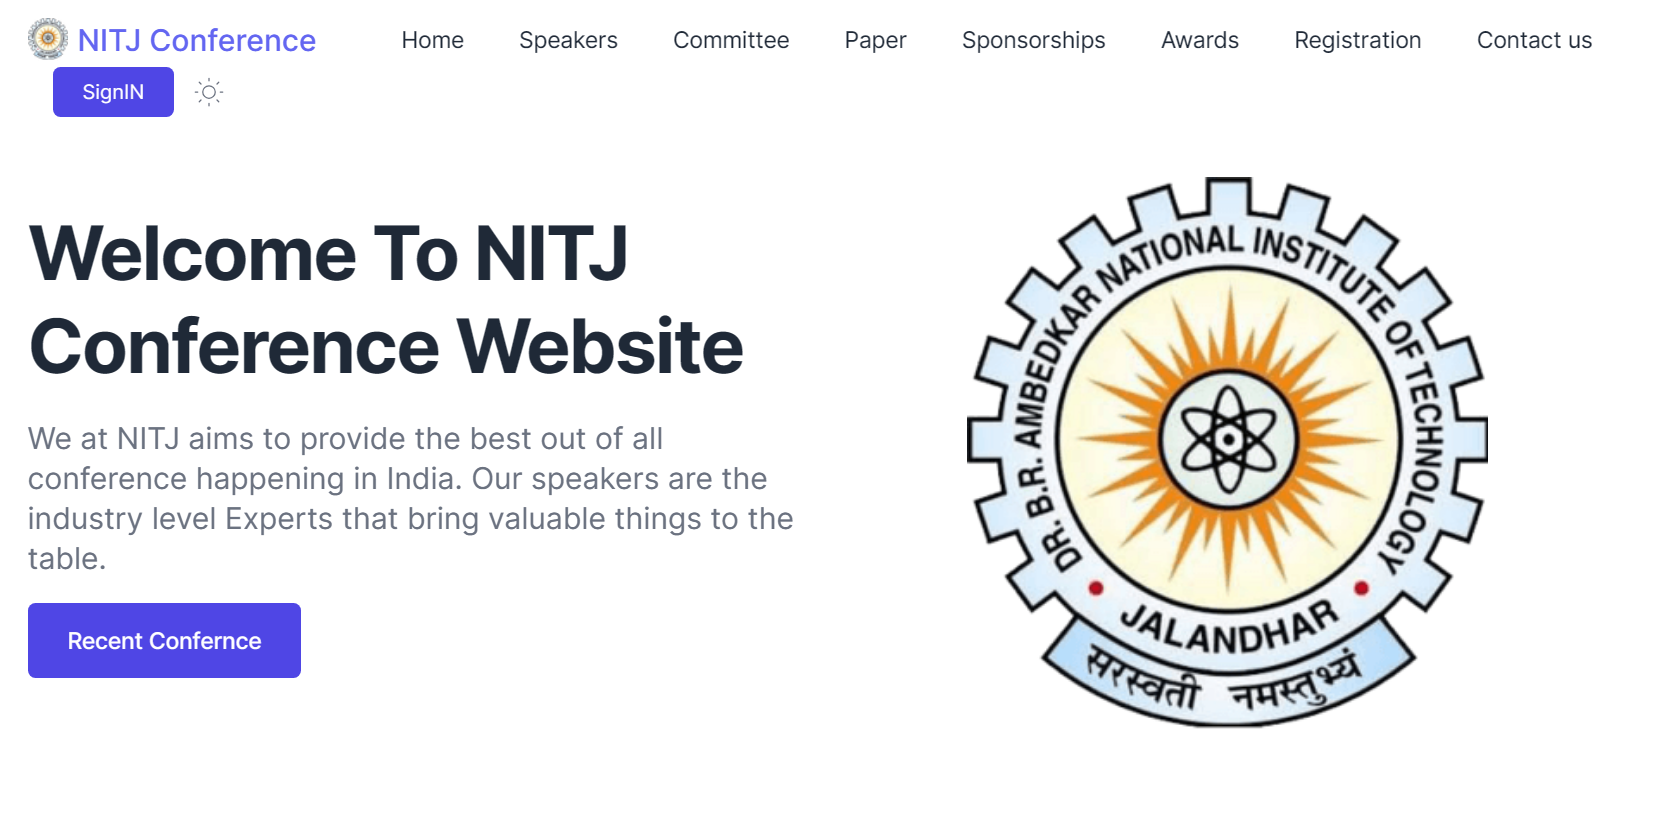 NITJ Conference
Home
Speakers
Committee
Paper
Sponsorships
Awards
Registration
Contact us
SignIN
Welcome To NITJ
Conference Website
We at NITJ aims to provide the best out of all
conference happening in India. Our speakers are the
industry level Experts that bring valuable things to the
table.
Recent Confernce
DR. B.R. AMBEDKAR NATIONAL INSTITUTE OF TECHNOLOGY
JALANDHAR
सरस्वती नमस्तुभ्यं